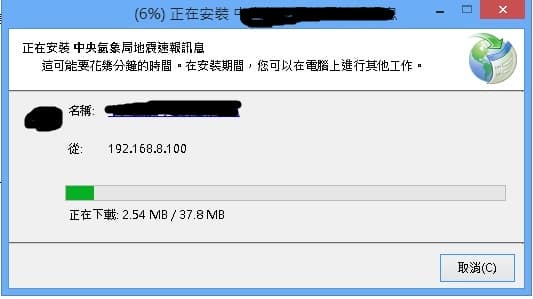 (6%) 正在安裝 中
正在安裝 中央氣象局地震速報訊息
這可能要花幾分鐘的時間。在安裝期間，您可以在電腦上進行其他工作。
名稱:
從: 192.168.8.100
正在下載: 2.54 MB / 37.8 MB
取消(C)